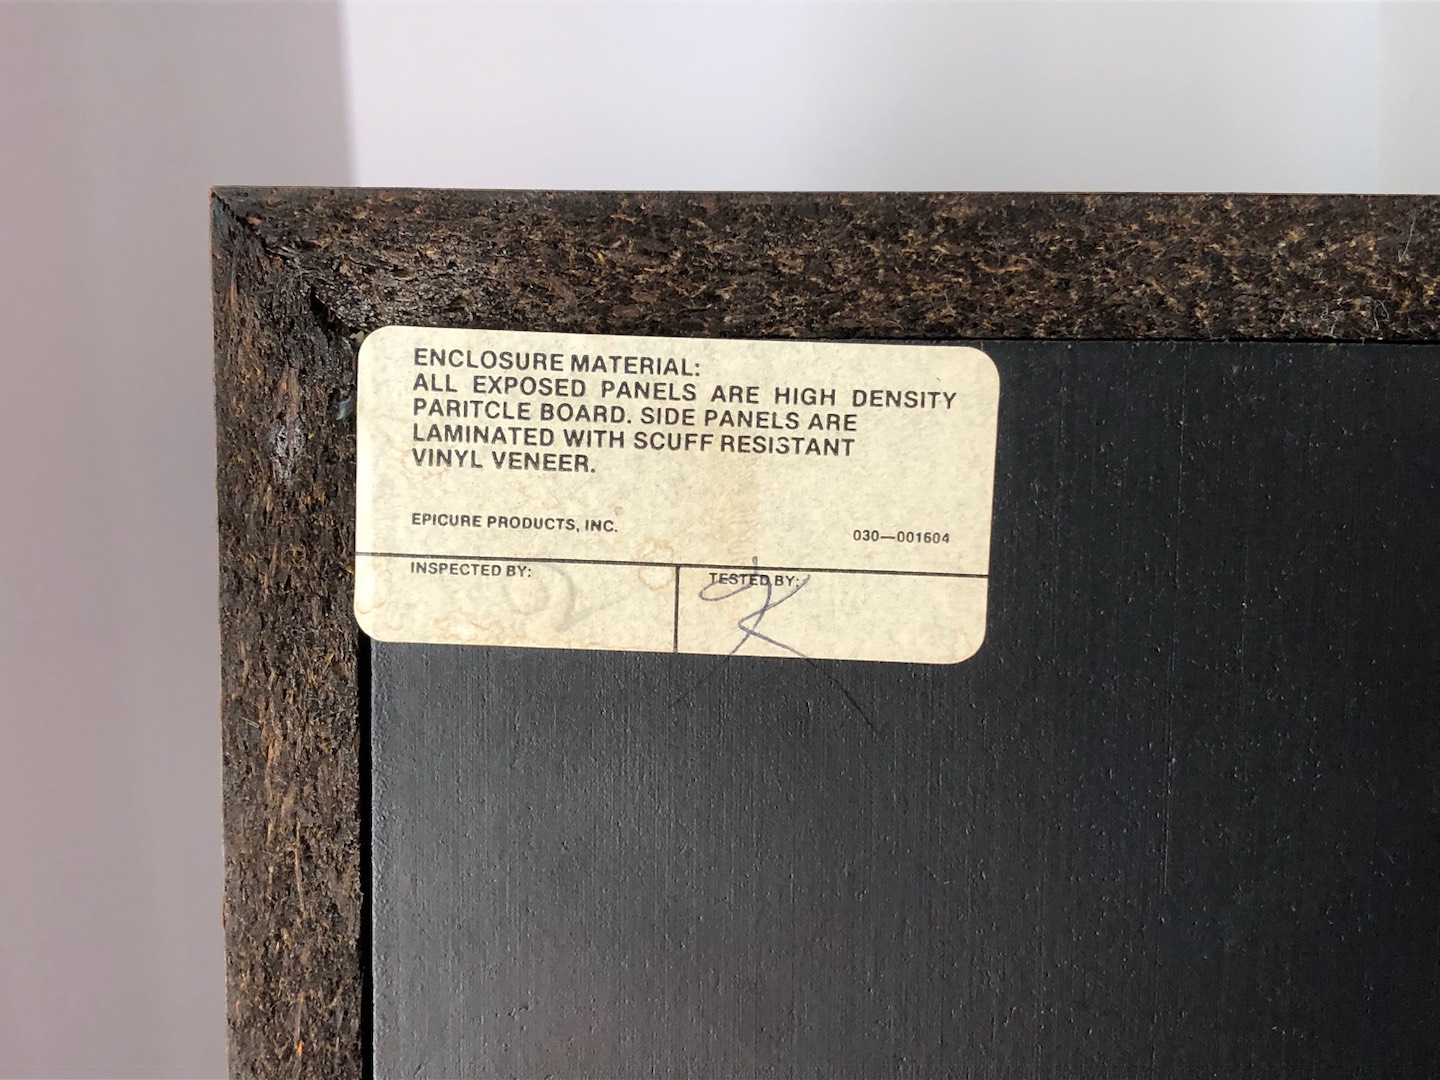 ENCLOSURE MATERIAL:
ALL EXPOSED PANELS ARE HIGH DENSITY
PARITCLE BOARD. SIDE PANELS ARE
LAMINATED WITH SCUFF RESISTANT
VINYL VENEER.
EPICURE PRODUCTS, INC.
030—001604
INSPECTED BY:
TESTED BY: